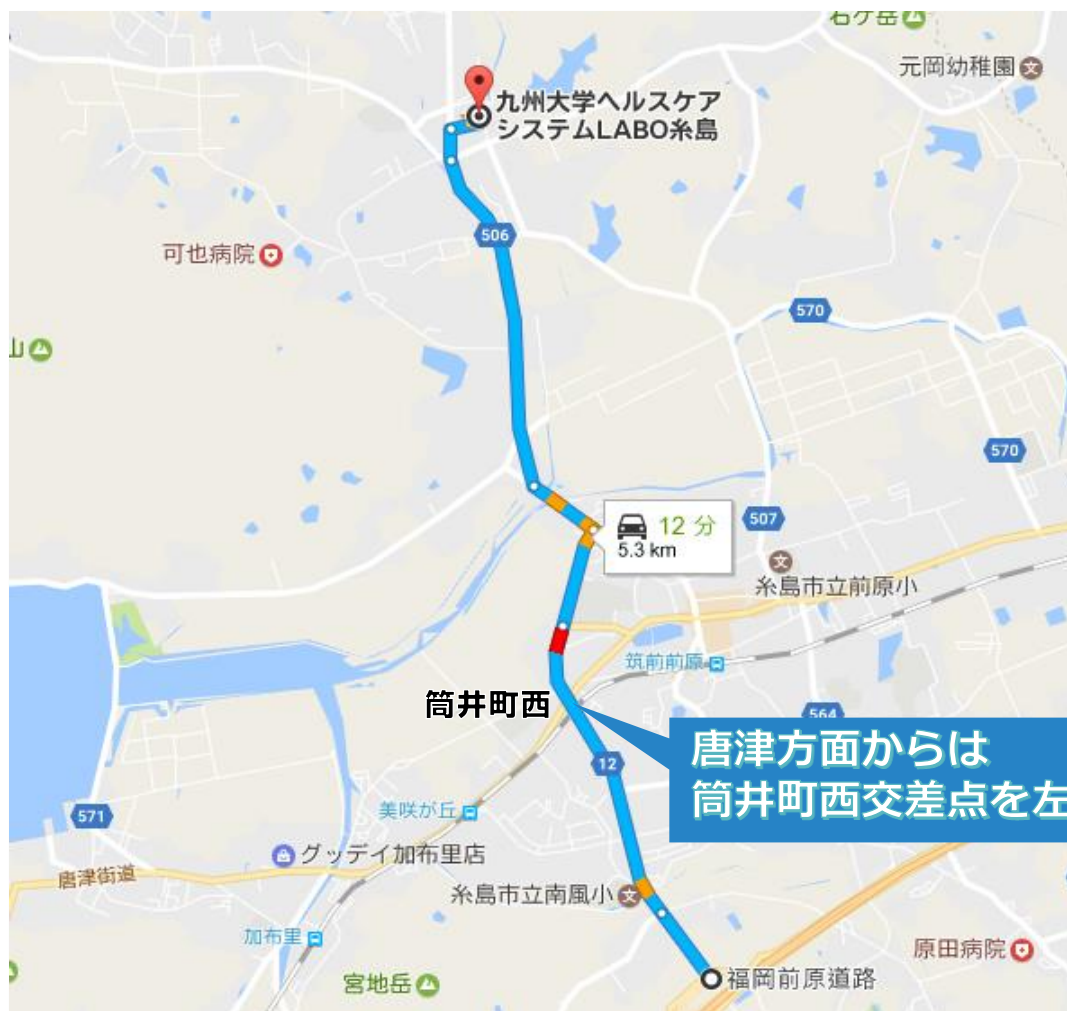 石ケ岳
元岡幼稚園
九州大学ヘルスケア
システムLABO糸島
506
可也病院
570
山
570
12 分
5.3 km
507
糸島市立前原小
筑前前原
筒井町西
564
唐津方面からは
筒井町西交差点を左
12
571
美咲が丘
グッデイ加布里店
唐津街道
糸島市立南風小
加布里
原田病院
宮地岳
福岡前原道路